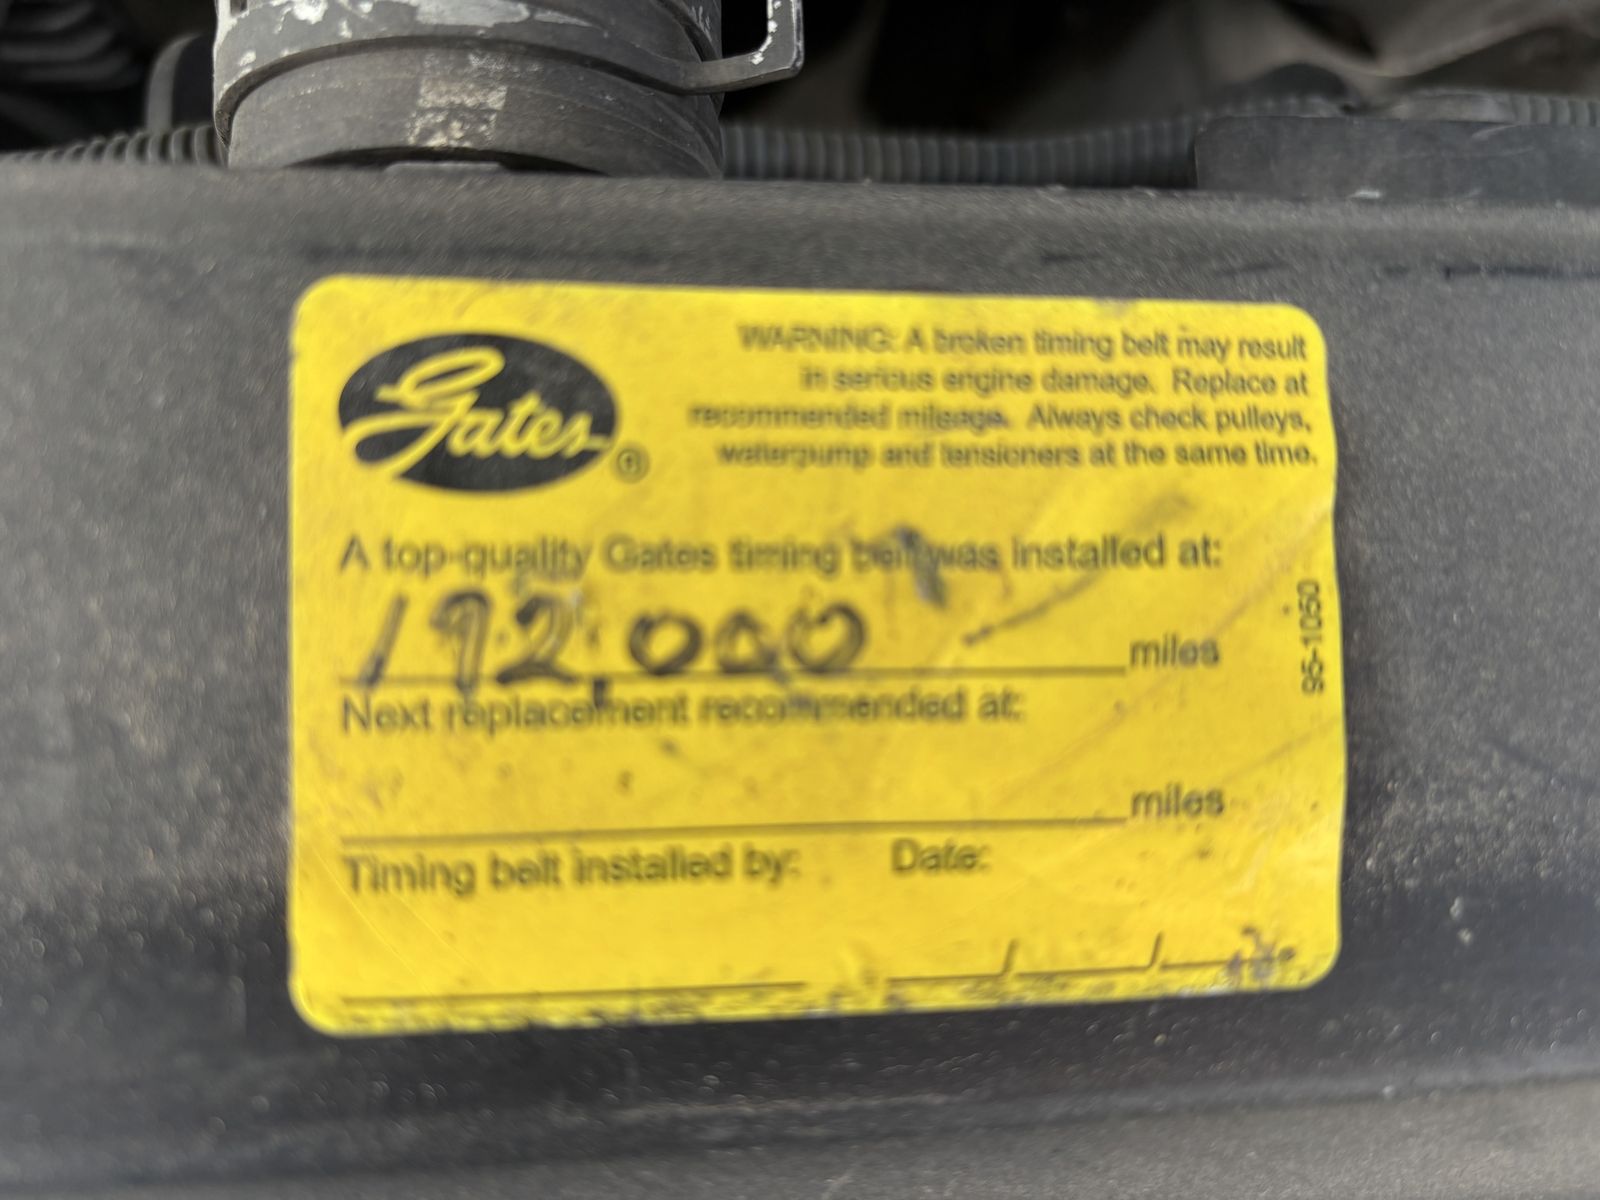 Gates®
WARNING: A broken timing belt may result
in serious engine damage. Replace at
recommended mileage. Always check pulleys,
waterpump and tensioners at the same time.
A top-quality Gates timing belt was installed at:
192,000 miles
Next replacement recommended at:
miles
Timing belt installed by: Date:
95-1050